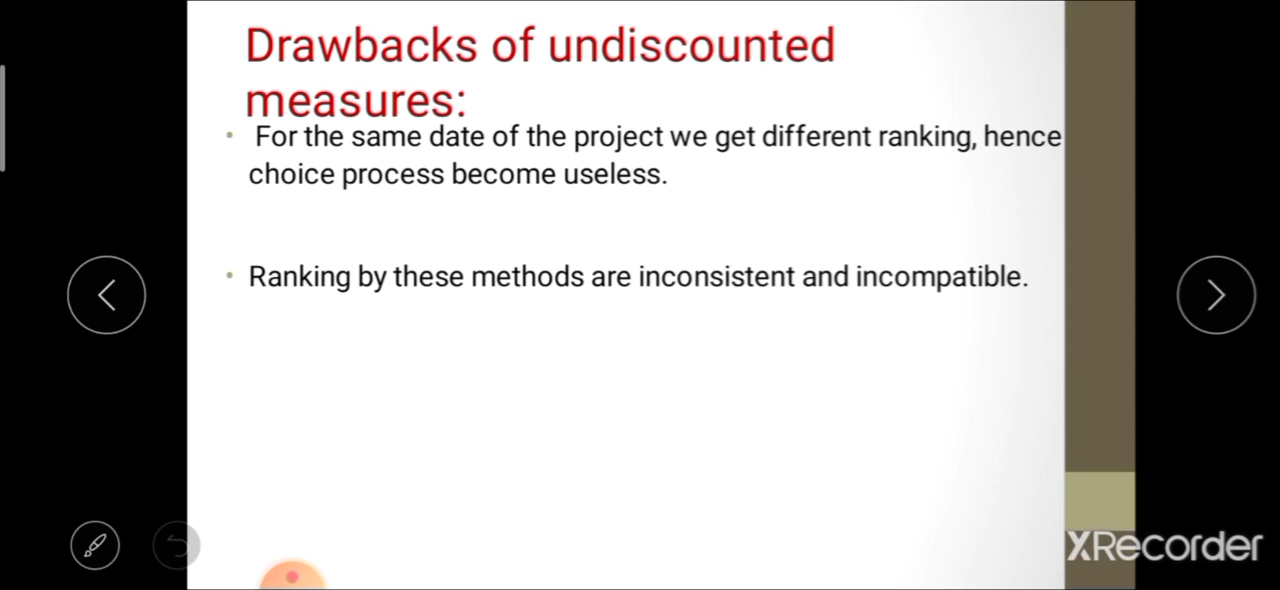 Drawbacks of undiscounted
measures:
• For the same date of the project we get different ranking, hence
choice process become useless.
• Ranking by these methods are inconsistent and incompatible.
XRecorder